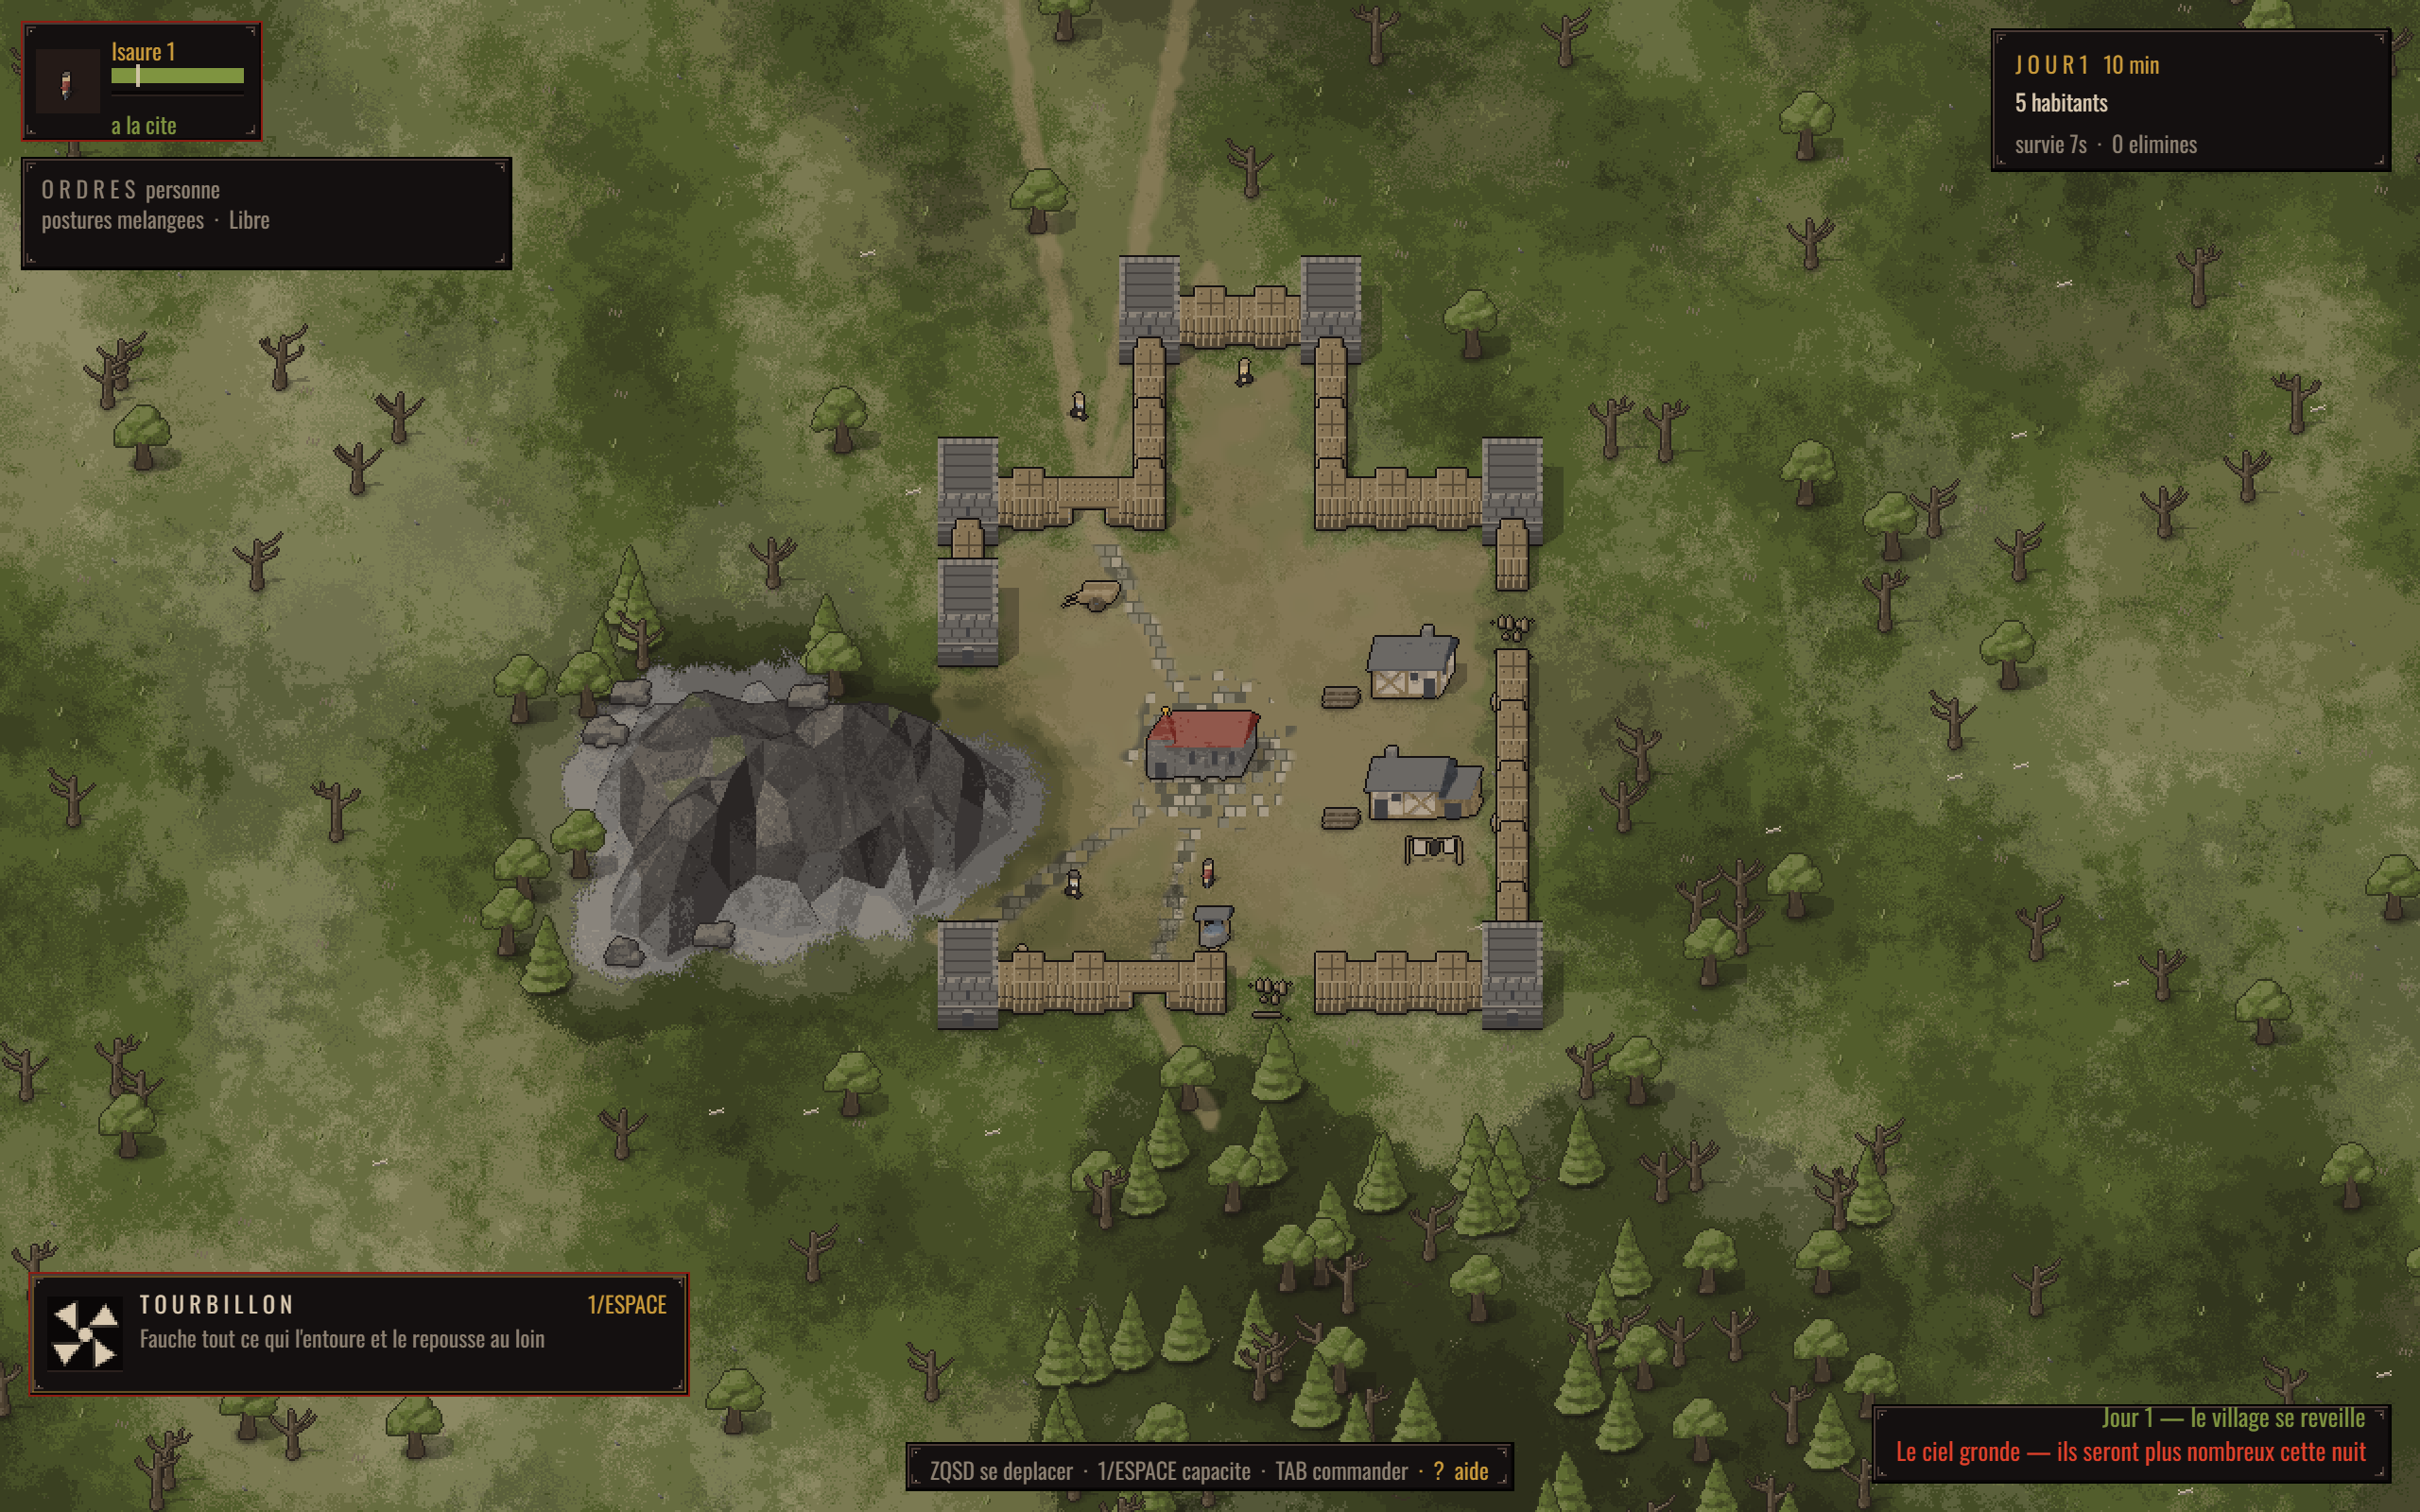 Isaure 1
a la cite
ORDRES personne
postures melangees · Libre
JOUR1 10 min
5 habitants
survie 7s · 0 elimines
TOURBILLON 1/ESPACE
Fauche tout ce qui l'entoure et le repousse au loin
ZQSD se deplacer · 1/ESPACE capacite · TAB commander · ? aide
Jour 1 — le village se reveille
Le ciel gronde — ils seront plus nombreux cette nuit